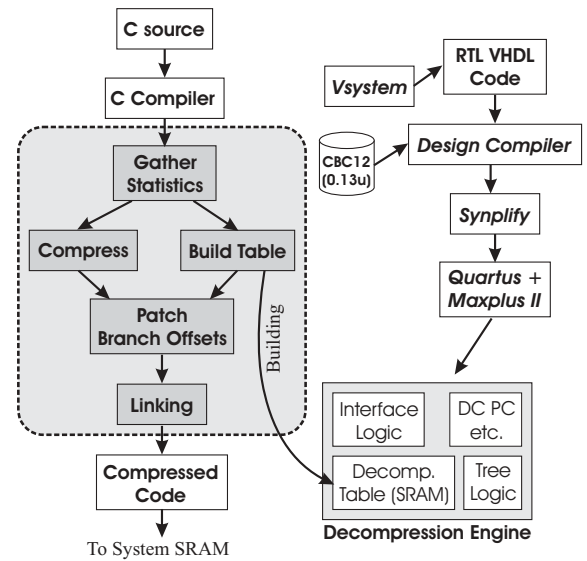 C source
C Compiler
Gather
Statistics
Compress
Build Table
Patch
Branch Offsets
Building
Linking
Compressed
Code
To System SRAM
RTL VHDL
Code
Vsystem
CBC12
(0.13u)
Design Compiler
Synplify
Quartus +
Maxplus II
Interface
Logic
DC PC
etc.
Decomp.
Table (SRAM)
Tree
Logic
Decompression Engine